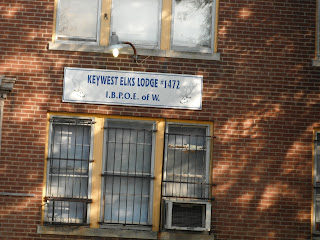 KEYWEST ELKS LODGE #1472
I.B.P.O.E. of W.